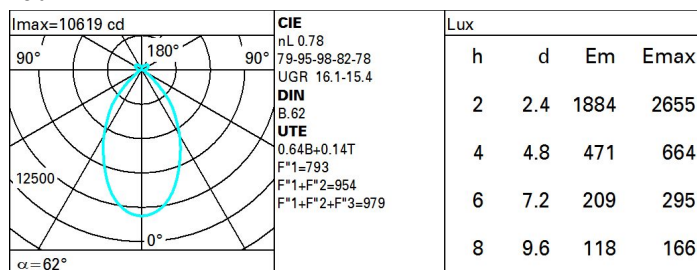 Imax=10619 cd
90°
180°
90°
12500
0°
α=62°
CIE
nL 0.78
79-95-98-82-78
UGR 16.1-15.4
DIN
B.62
UTE
0.64B+0.14T
F"1=793
F"1+F"2=954
F"1+F"2+F"3=979
Lux
h d Em Emax
2 2.4 1884 2655
4 4.8 471 664
6 7.2 209 295
8 9.6 118 166